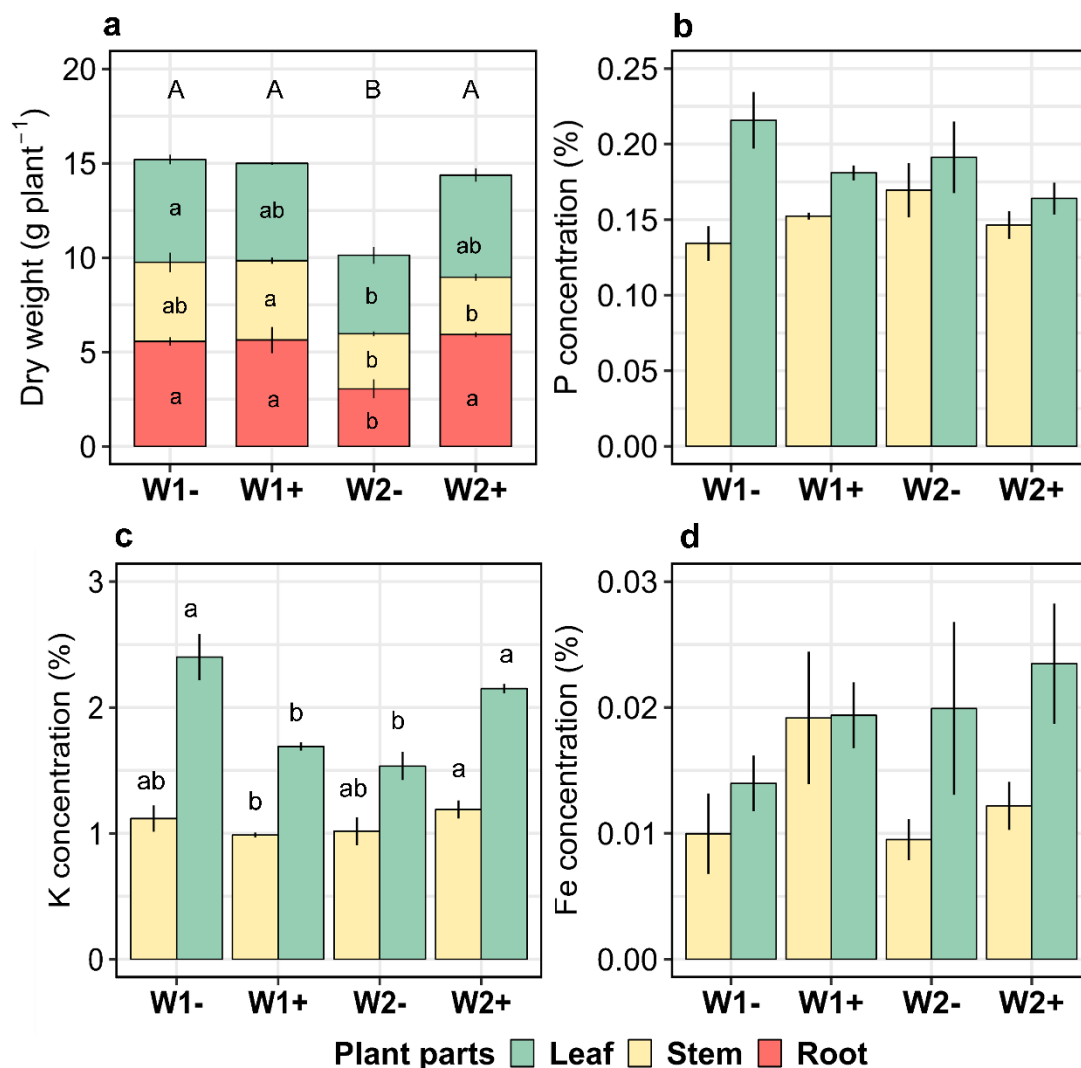 a
Dry weight (g plant⁻¹)
20
15
10
5
0
A A B A
a ab b ab
ab a b b
a a b a
W1- W1+ W2- W2+
b
P concentration (%)
0.25
0.20
0.15
0.10
0.05
0.00
W1- W1+ W2- W2+
c
K concentration (%)
3
2
1
0
a b b a
ab b ab a
W1- W1+ W2- W2+
d
Fe concentration (%)
0.03
0.02
0.01
0.00
W1- W1+ W2- W2+
Plant parts Leaf Stem Root